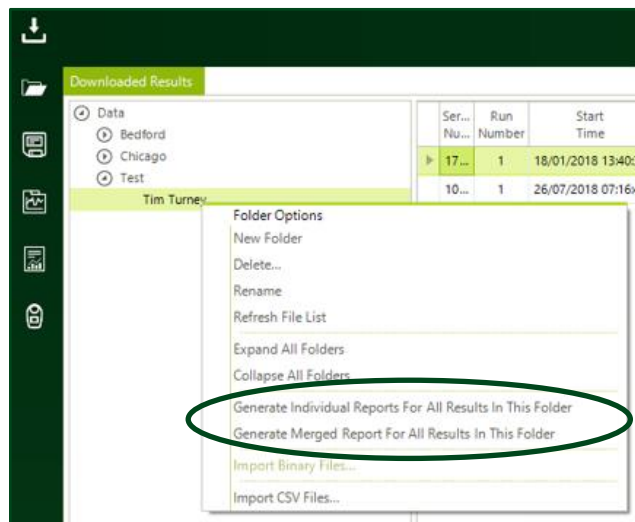 Downloaded Results
Data
Bedford
Chicago
Test
Tim Turney
Ser... Nu...
Run Number
Start Time
17... 1 18/01/2018 13:40:
10... 1 26/07/2018 07:16
Folder Options
New Folder
Delete...
Rename
Refresh File List
Expand All Folders
Collapse All Folders
Generate Individual Reports For All Results In This Folder
Generate Merged Report For All Results In This Folder
Import Binary Files...
Import CSV Files...